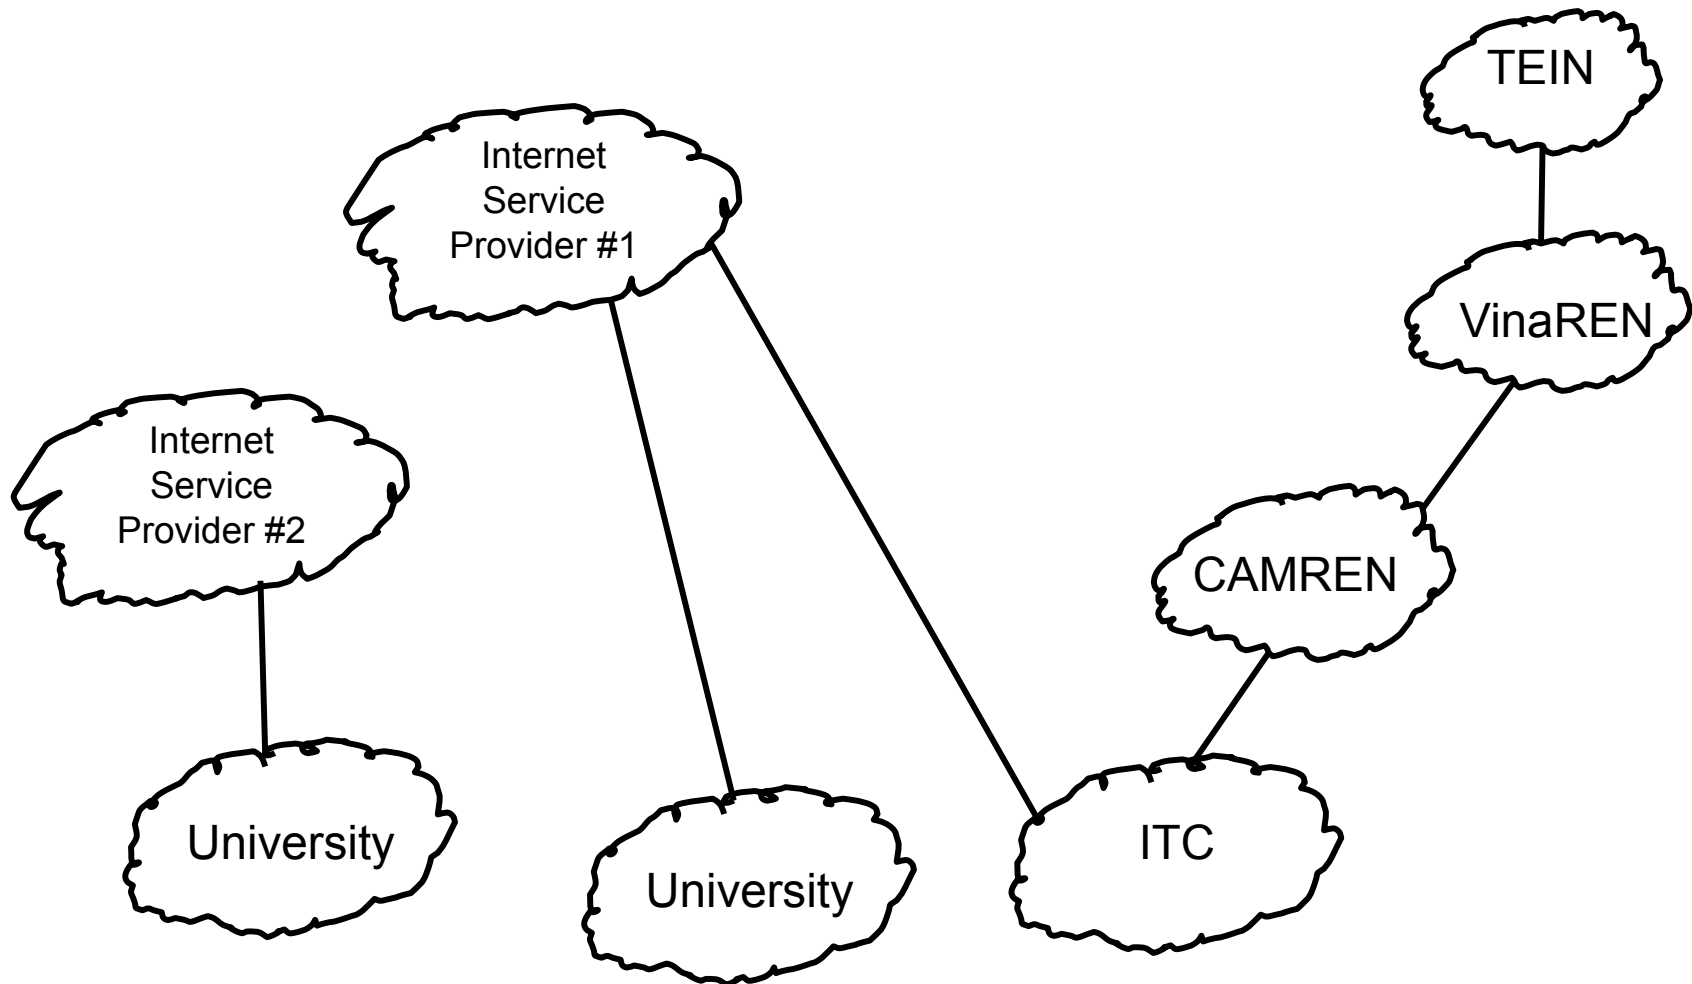 TEIN
Internet
Service
Provider #1
VinaREN
Internet
Service
Provider #2
CAMREN
University
University
ITC